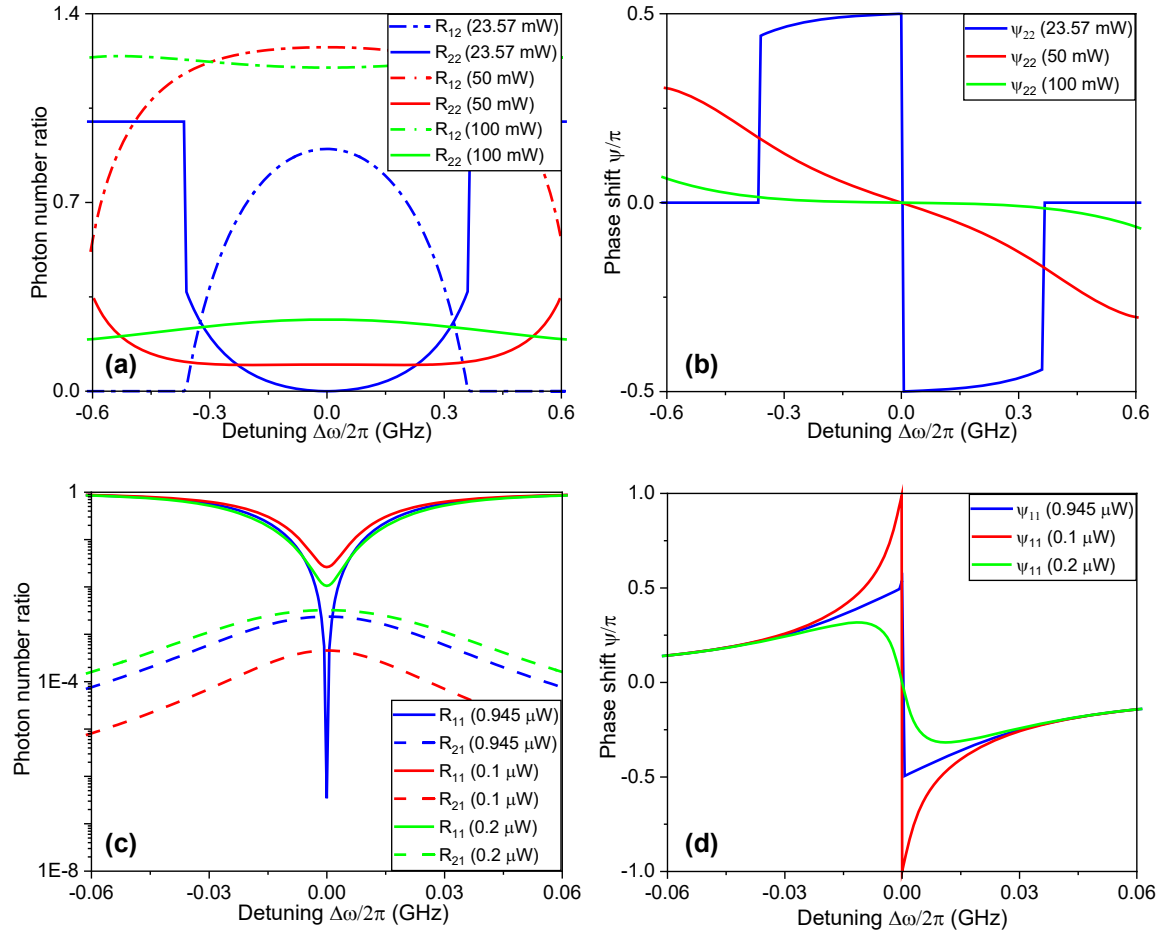 1.4
0.7
0.0
Photon number ratio
R12 (23.57 mW)
R22 (23.57 mW)
R12 (50 mW)
R22 (50 mW)
R12 (100 mW)
R22 (100 mW)
(a)
-0.6 -0.3 0.0 0.3 0.6
Detuning Δω/2π (GHz)
0.5
0.0
-0.5
Phase shift ψ/π
ψ22 (23.57 mW)
ψ22 (50 mW)
ψ22 (100 mW)
(b)
-0.6 -0.3 0.0 0.3 0.6
Detuning Δω/2π (GHz)
1
1E-4
1E-8
Photon number ratio
R11 (0.945 μW)
R21 (0.945 μW)
R11 (0.1 μW)
R21 (0.1 μW)
R11 (0.2 μW)
R21 (0.2 μW)
(c)
-0.06 -0.03 0.00 0.03 0.06
Detuning Δω/2π (GHz)
1.0
0.5
0.0
-0.5
-1.0
Phase shift ψ/π
ψ11 (0.945 μW)
ψ11 (0.1 μW)
ψ11 (0.2 μW)
(d)
-0.06 -0.03 0.00 0.03 0.06
Detuning Δω/2π (GHz)